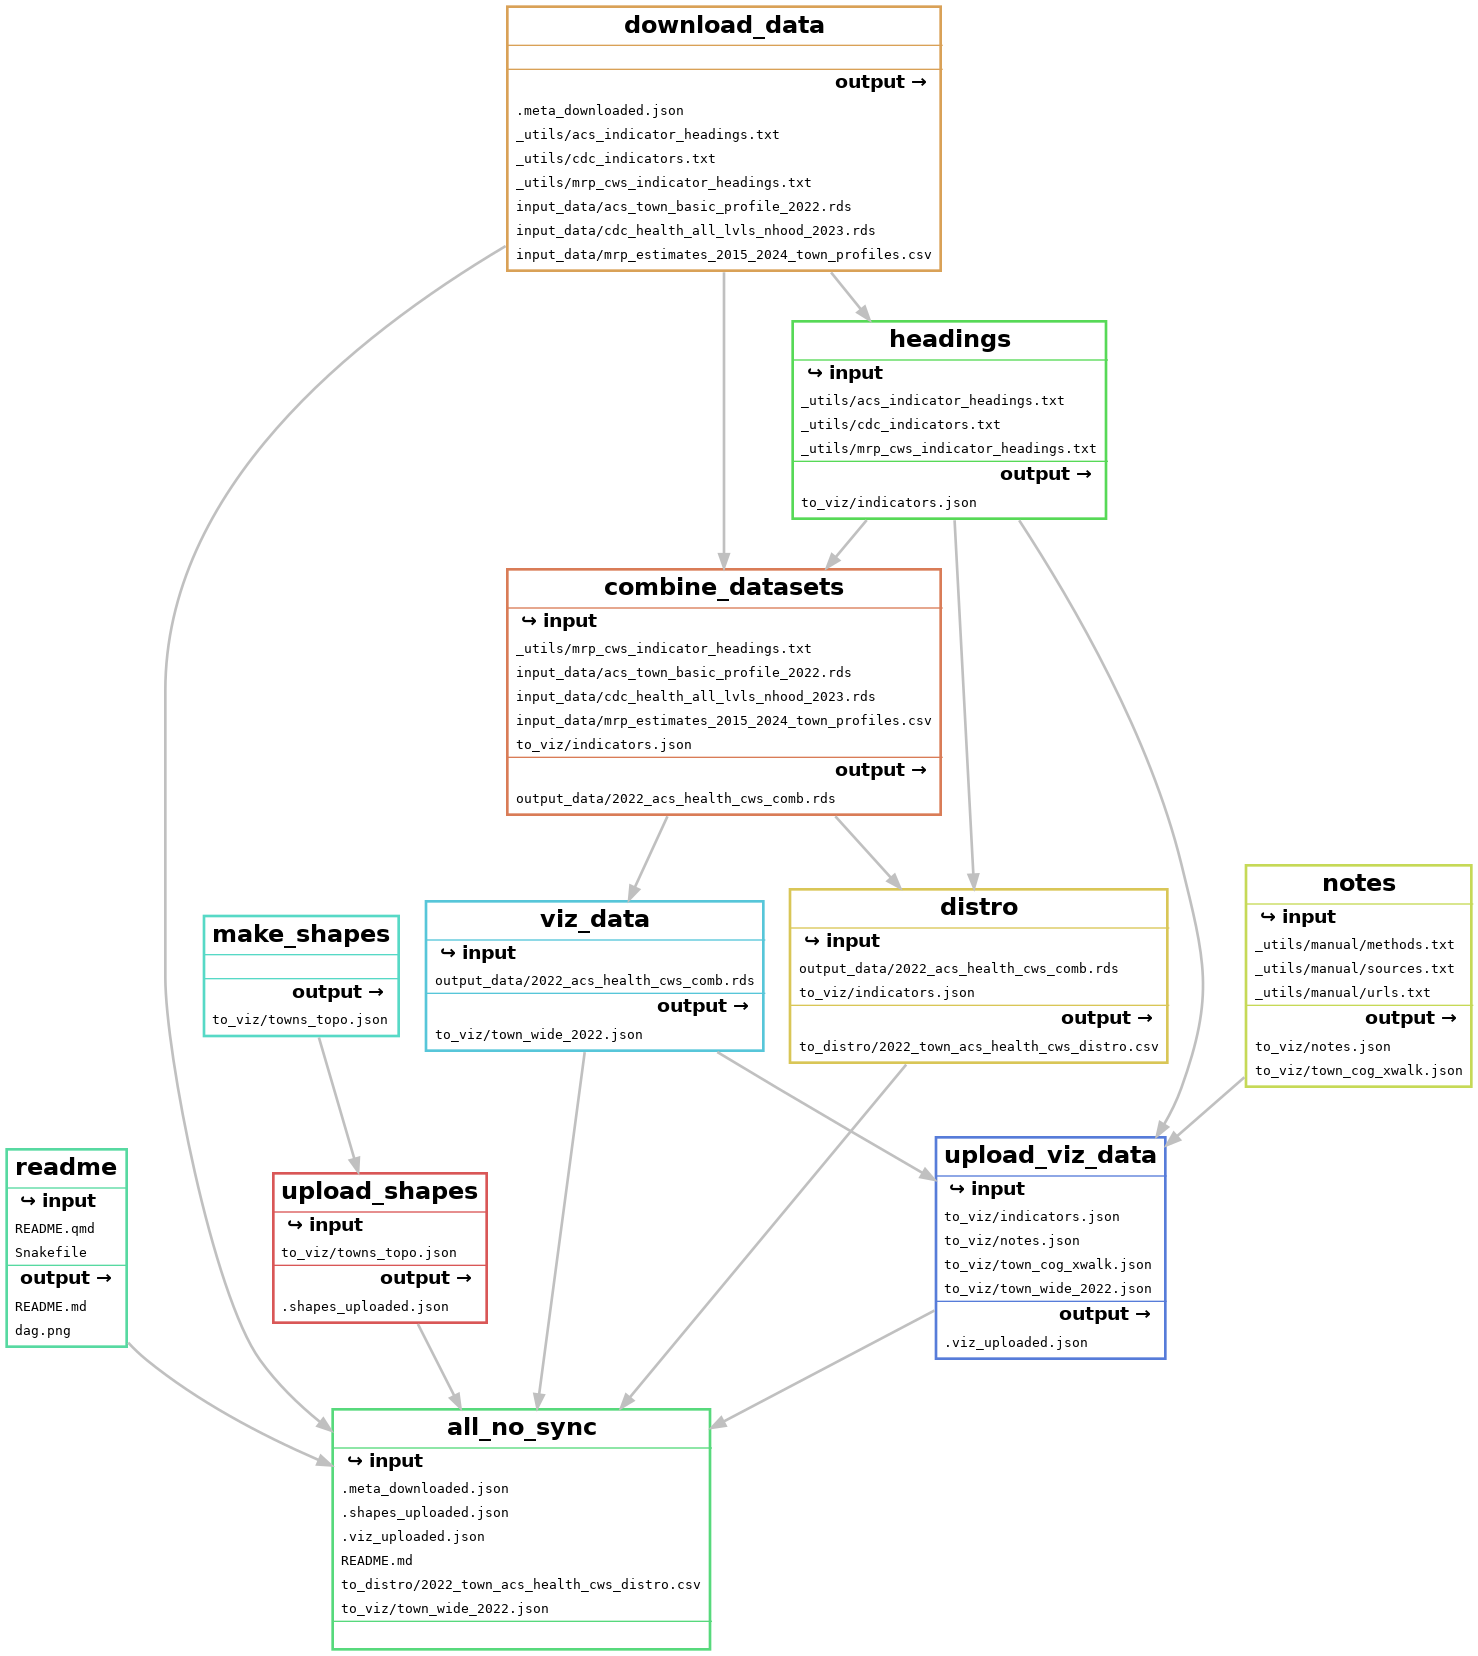 download_data
output →
.meta_downloaded.json
_utils/acs_indicator_headings.txt
_utils/cdc_indicators.txt
_utils/mrp_cws_indicator_headings.txt
input_data/acs_town_basic_profile_2022.rds
input_data/cdc_health_all_lvls_nhood_2023.rds
input_data/mrp_estimates_2015_2024_town_profiles.csv
headings
↪ input
_utils/acs_indicator_headings.txt
_utils/cdc_indicators.txt
_utils/mrp_cws_indicator_headings.txt
output →
to_viz/indicators.json
combine_datasets
↪ input
_utils/mrp_cws_indicator_headings.txt
input_data/acs_town_basic_profile_2022.rds
input_data/cdc_health_all_lvls_nhood_2023.rds
input_data/mrp_estimates_2015_2024_town_profiles.csv
to_viz/indicators.json
output →
output_data/2022_acs_health_cws_comb.rds
make_shapes
output →
to_viz/towns_topo.json
viz_data
↪ input
output_data/2022_acs_health_cws_comb.rds
output →
to_viz/town_wide_2022.json
distro
↪ input
output_data/2022_acs_health_cws_comb.rds
to_viz/indicators.json
output →
to_distro/2022_town_acs_health_cws_distro.csv
notes
↪ input
_utils/manual/methods.txt
_utils/manual/sources.txt
_utils/manual/urls.txt
output →
to_viz/notes.json
to_viz/town_cog_xwalk.json
readme
↪ input
README.qmd
Snakefile
output →
README.md
dag.png
upload_shapes
↪ input
to_viz/towns_topo.json
output →
.shapes_uploaded.json
upload_viz_data
↪ input
to_viz/indicators.json
to_viz/notes.json
to_viz/town_cog_xwalk.json
to_viz/town_wide_2022.json
output →
.viz_uploaded.json
all_no_sync
↪ input
.meta_downloaded.json
.shapes_uploaded.json
.viz_uploaded.json
README.md
to_distro/2022_town_acs_health_cws_distro.csv
to_viz/town_wide_2022.json